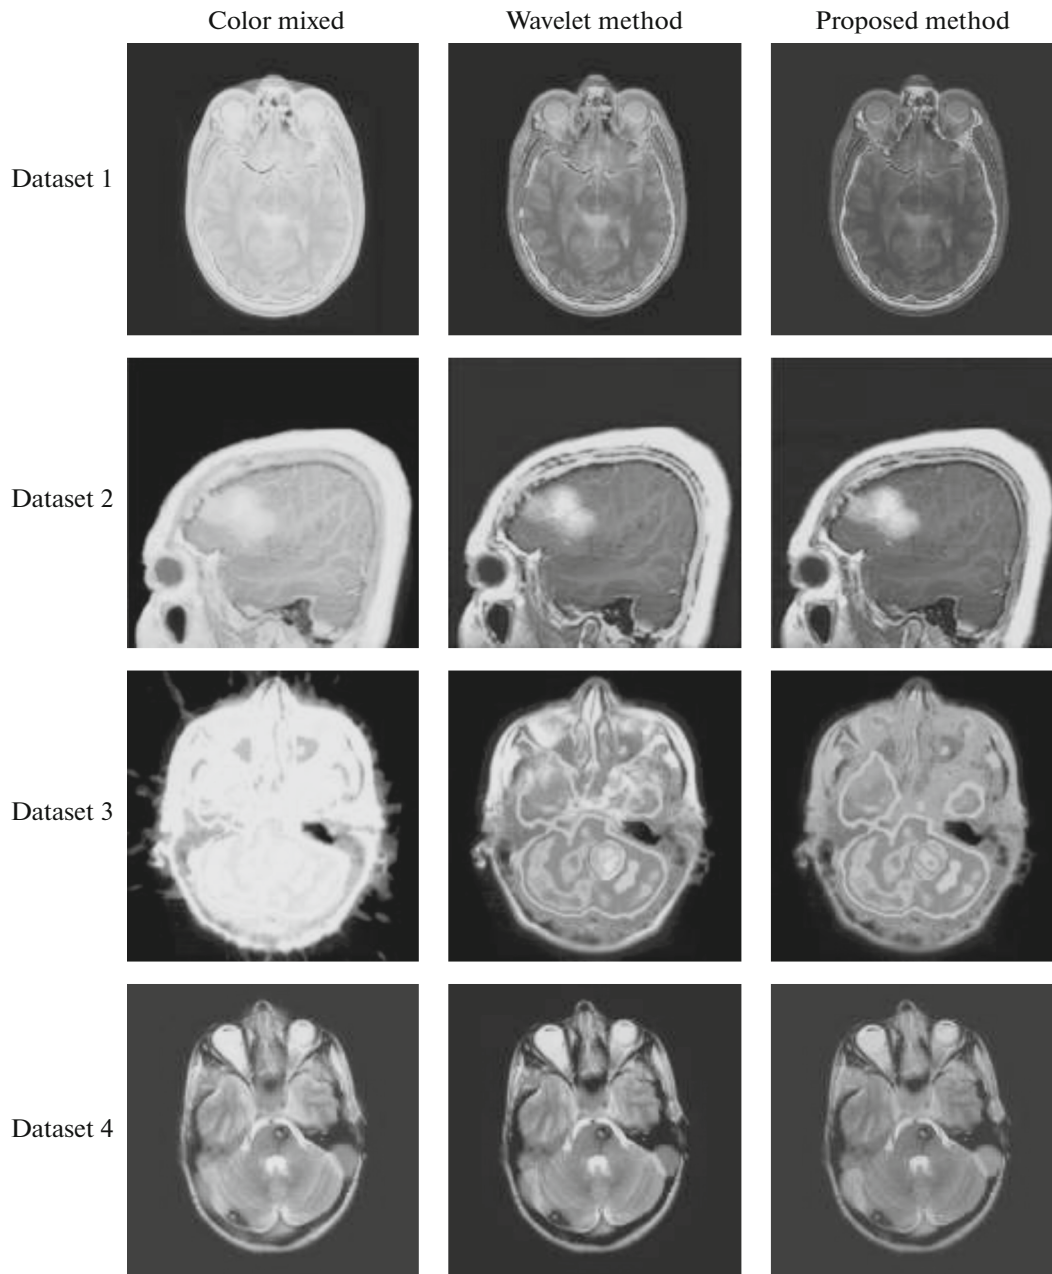 Color mixed
Wavelet method
Proposed method
Dataset 1
Dataset 2
Dataset 3
Dataset 4